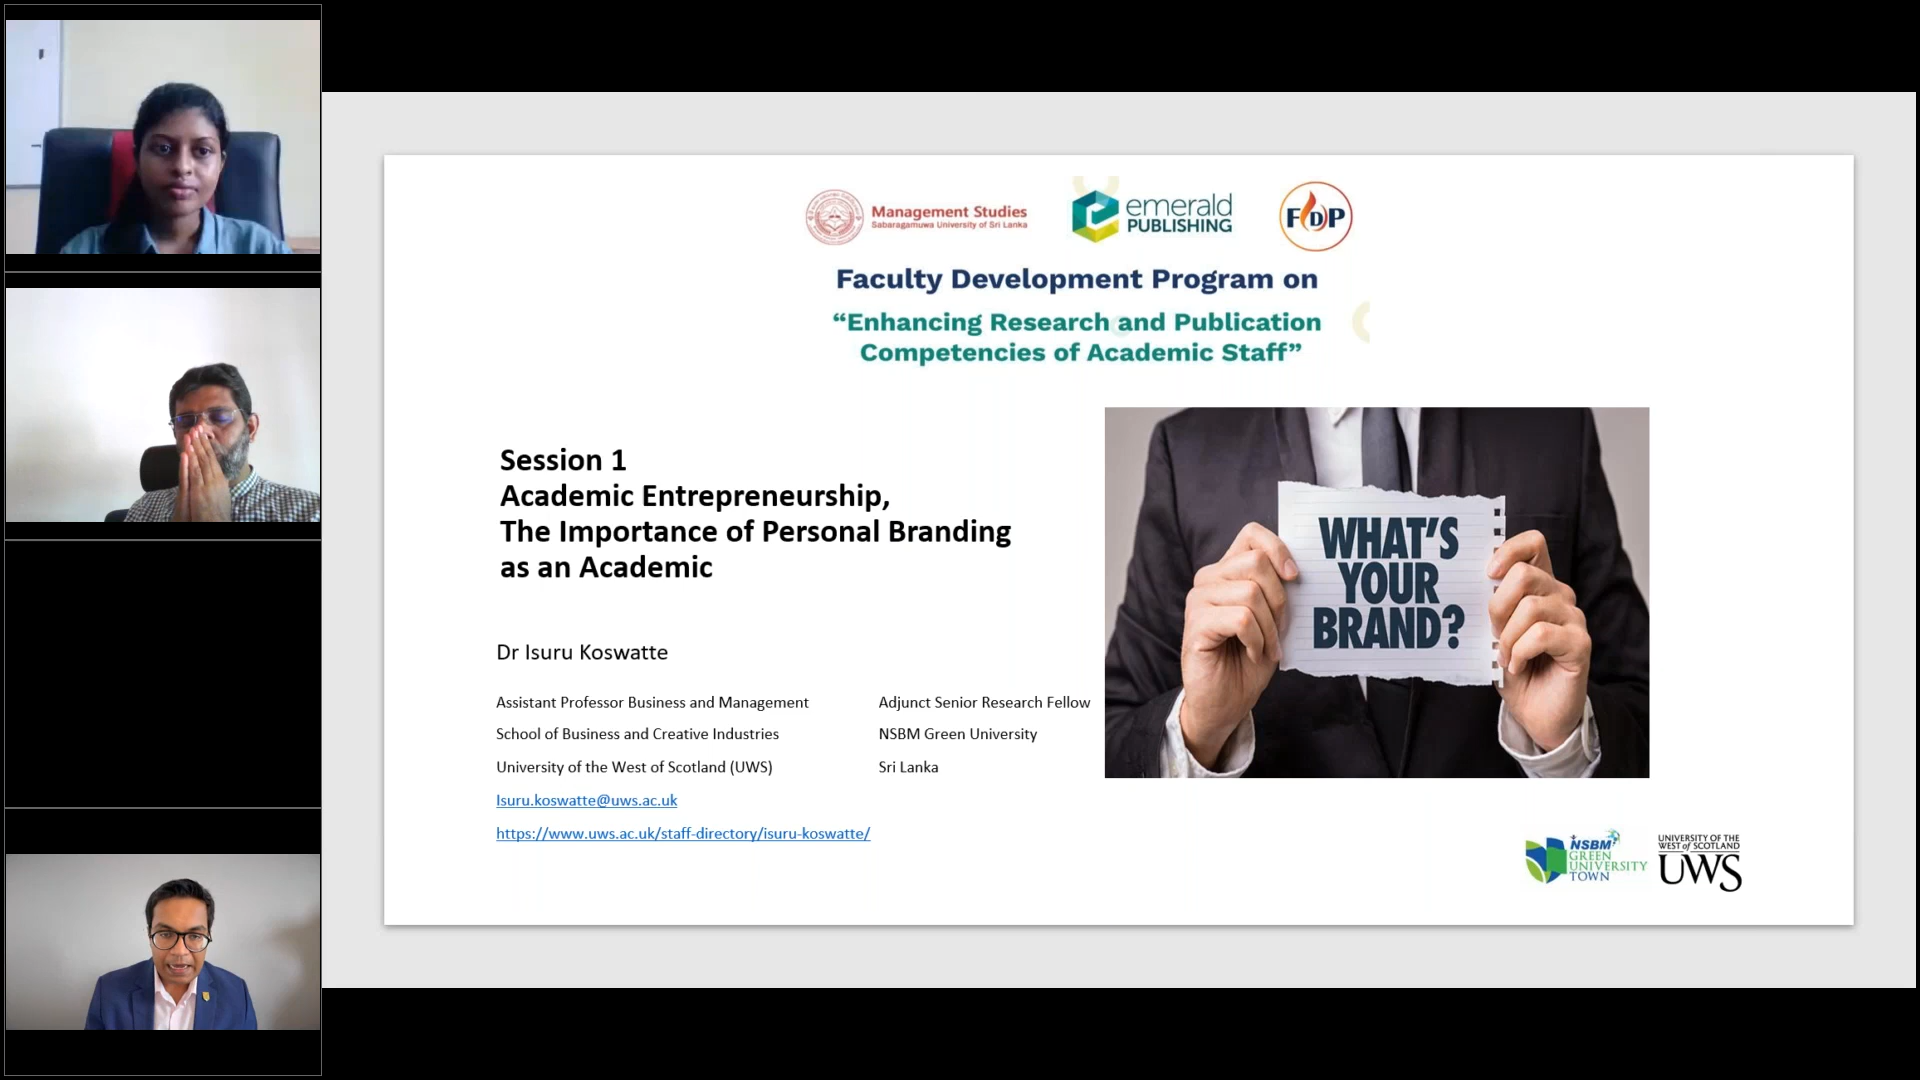 Management Studies
Sabaragamuwa University of Sri Lanka
emerald
PUBLISHING
FDP
Faculty Development Program on
“Enhancing Research and Publication
Competencies of Academic Staff”
Session 1
Academic Entrepreneurship,
The Importance of Personal Branding
as an Academic
WHAT'S
YOUR
BRAND?
Dr Isuru Koswatte
Assistant Professor Business and Management
School of Business and Creative Industries
University of the West of Scotland (UWS)
Isuru.koswatte@uws.ac.uk
https://www.uws.ac.uk/staff-directory/isuru-koswatte/
Adjunct Senior Research Fellow
NSBM Green University
Sri Lanka
NSBM
GREEN
UNIVERSITY
TOWN
UNIVERSITY OF THE
WEST of SCOTLAND
UWS